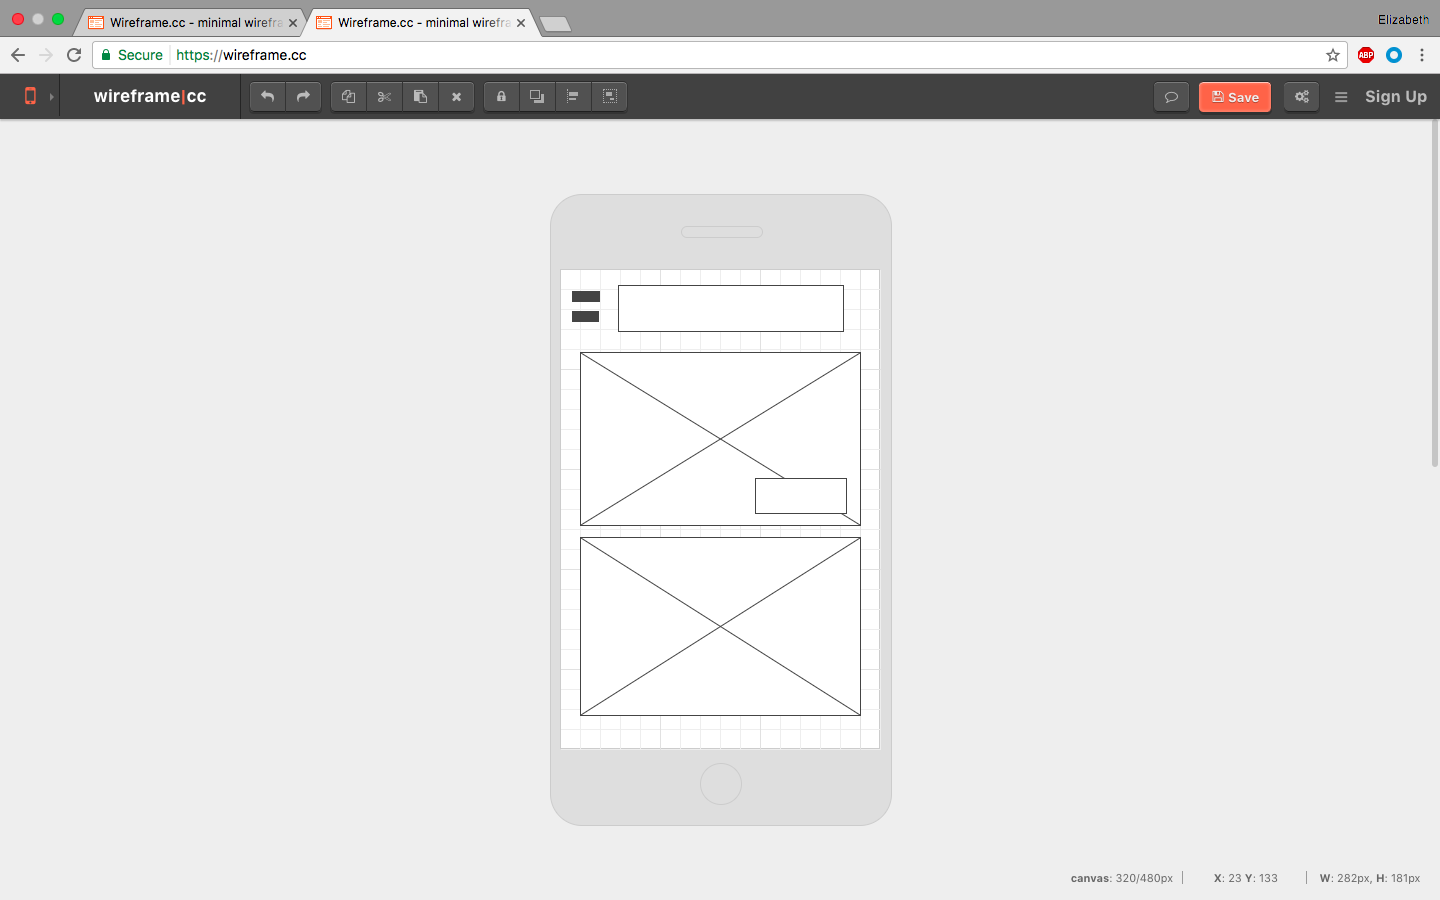 Wireframe.cc - minimal wirefra
Wireframe.cc - minimal wirefra
Elizabeth
Secure
https://wireframe.cc
ABP
wireframe|cc
Save
Sign Up
canvas: 320/480px
X: 23 Y: 133
W: 282px, H: 181px